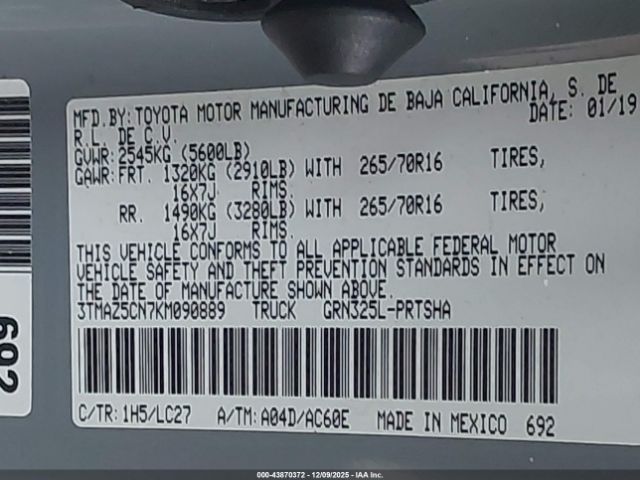 MFD.BY:TOYOTA MOTOR MANUFACTURING DE BAJA CALIFORNIA, S. DE
R.L. DE C.V. DATE: 01/19
GVWR:2545KG (5600LB)
GAWR:FRT. 1320KG (2910LB) WITH 265/70R16 TIRES,
16X7J RIMS.
RR. 1490KG (3280LB) WITH 265/70R16 TIRES,
16X7J RIMS.
THIS VEHICLE CONFORMS TO ALL APPLICABLE FEDERAL MOTOR
VEHICLE SAFETY AND THEFT PREVENTION STANDARDS IN EFFECT ON
THE DATE OF MANUFACTURE SHOWN ABOVE.
3TMAZ5CN7KM090889 TRUCK GRN325L-PRTSHA
C/TR:1H5/LC27 A/TM:A04D/AC60E MADE IN MEXICO 692
692
000-43870372 - 12/09/2025 - IAA Inc.